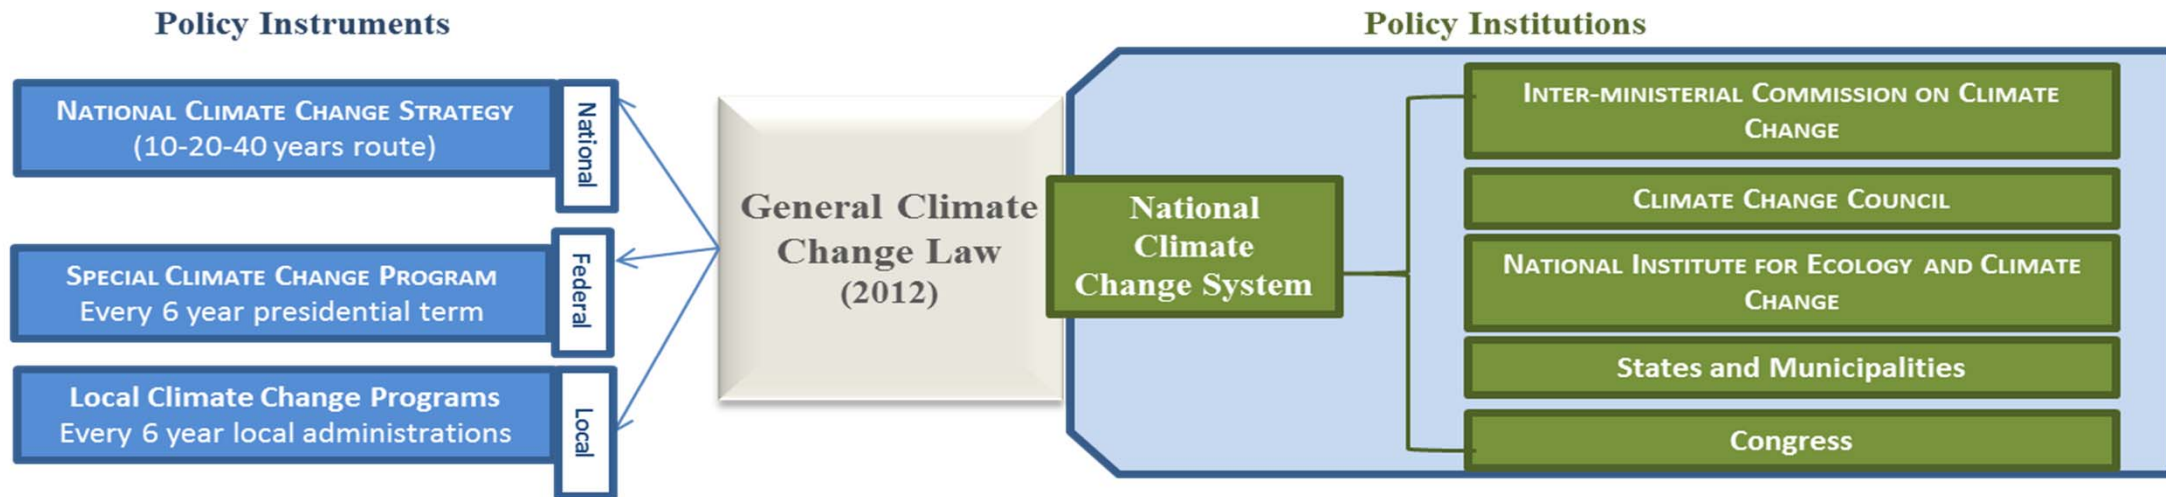 Policy Instruments
NATIONAL CLIMATE CHANGE STRATEGY
(10-20-40 years route)
National
SPECIAL CLIMATE CHANGE PROGRAM
Every 6 year presidential term
Federal
Local Climate Change Programs
Every 6 year local administrations
Local
General Climate
Change Law
(2012)
Policy Institutions
National
Climate
Change System
INTER-MINISTERIAL COMMISSION ON CLIMATE
CHANGE
CLIMATE CHANGE COUNCIL
NATIONAL INSTITUTE FOR ECOLOGY AND CLIMATE
CHANGE
States and Municipalities
Congress